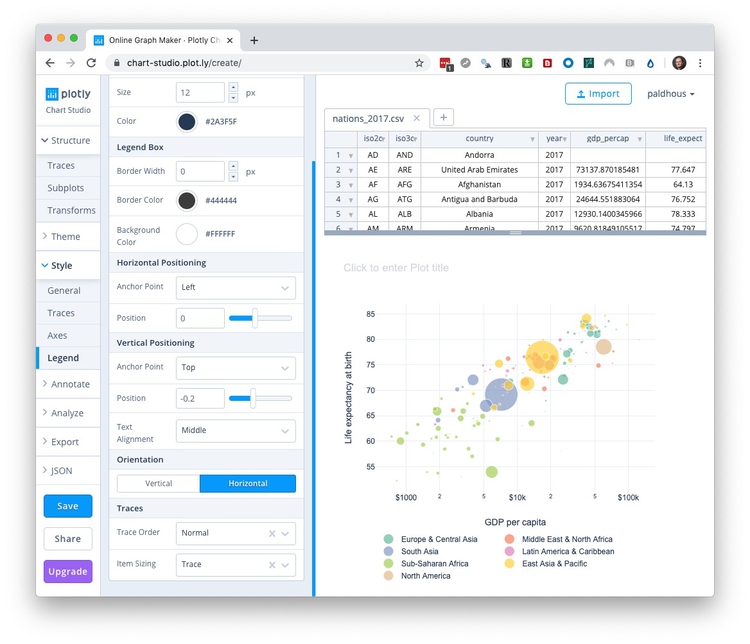 Online Graph Maker · Plotly Ch
chart-studio.plot.ly/create/
plotly
Chart Studio
Structure
Traces
Subplots
Transforms
Theme
Style
General
Traces
Axes
Legend
Annotate
Analyze
Export
JSON
Save
Share
Upgrade
Size 12 px
Color #2A3F5F
Legend Box
Border Width 0 px
Border Color #444444
Background
Color #FFFFFF
Horizontal Positioning
Anchor Point Left
Position 0
Vertical Positioning
Anchor Point Top
Position -0.2
Text
Alignment Middle
Orientation
Vertical Horizontal
Traces
Trace Order Normal
Item Sizing Trace
Import paldhous
nations_2017.csv
iso2c iso3c country year gdp_percap life_expect
1 AD AND Andorra 2017
2 AE ARE United Arab Emirates 2017 73137.870185481 77.647
3 AF AFG Afghanistan 2017 1934.63675411354 64.13
4 AG ATG Antigua and Barbuda 2017 24644.551883064 76.752
5 AL ALB Albania 2017 12930.1400345966 78.333
6 AM ARM Armenia 2017 9620.81849105517 74.797
Click to enter Plot title
Life expectancy at birth
85
80
75
70
65
60
55
$1000 2 5 $10k 2 5 $100k
GDP per capita
Europe & Central Asia Middle East & North Africa
South Asia Latin America & Caribbean
Sub-Saharan Africa East Asia & Pacific
North America